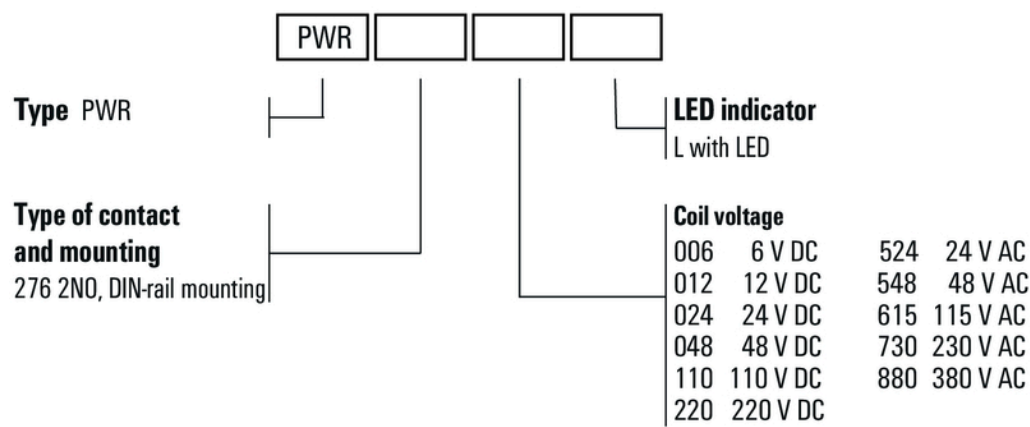 PWR
Type PWR
LED indicator
L with LED
Type of contact
and mounting
276 2NO, DIN-rail mounting
Coil voltage
006 6 V DC 524 24 V AC
012 12 V DC 548 48 V AC
024 24 V DC 615 115 V AC
048 48 V DC 730 230 V AC
110 110 V DC 880 380 V AC
220 220 V DC